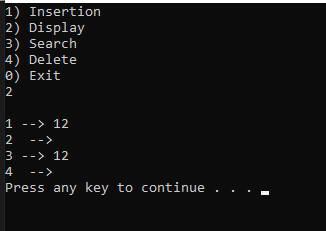 1) Insertion
2) Display
3) Search
4) Delete
0) Exit
2
1 --> 12
2  -->
3 --> 12
4  -->
Press any key to continue . . .